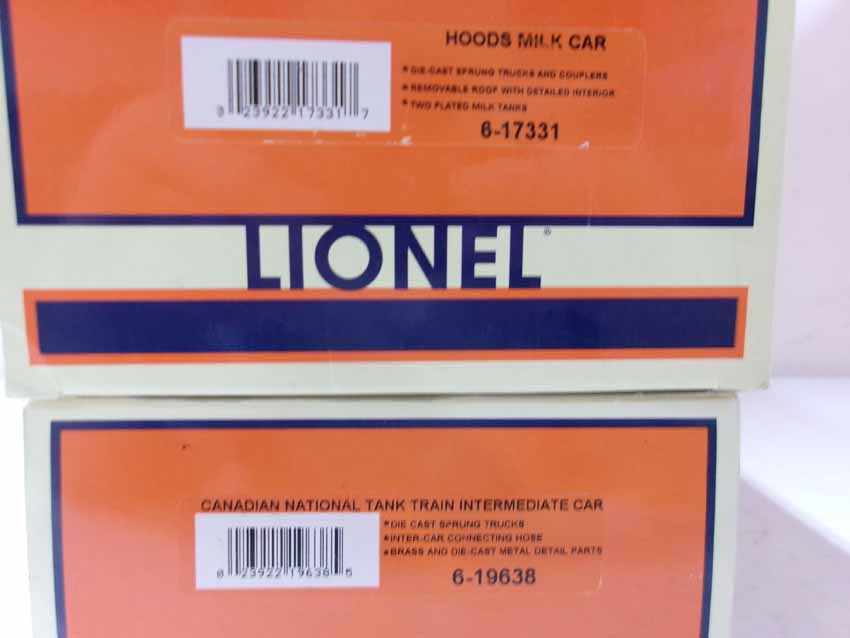 HOODS MILK CAR
*DIE-CAST SPRUNG TRUCKS AND COUPLERS
*REMOVABLE ROOF WITH DETAILED INTERIOR
*TWO PLATED MILK TANKS
0 23922 17331 7
6-17331
LIONEL®
CANADIAN NATIONAL TANK TRAIN INTERMEDIATE CAR
*DIE CAST SPRUNG TRUCKS
*INTER-CAR CONNECTING HOSE
*BRASS AND DIE-CAST METAL DETAIL PARTS
0 23922 19638 5
6-19638